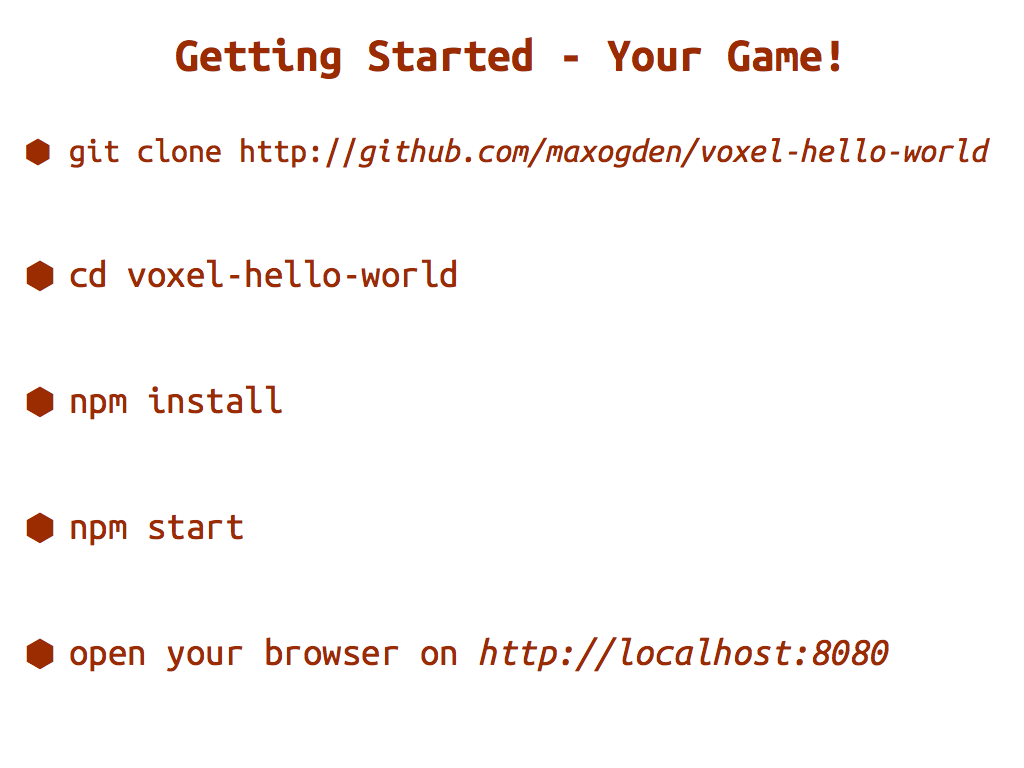 Getting Started - Your Game!
⬢ git clone http://github.com/maxogden/voxel-hello-world
⬢ cd voxel-hello-world
⬢ npm install
⬢ npm start
⬢ open your browser on http://localhost:8080